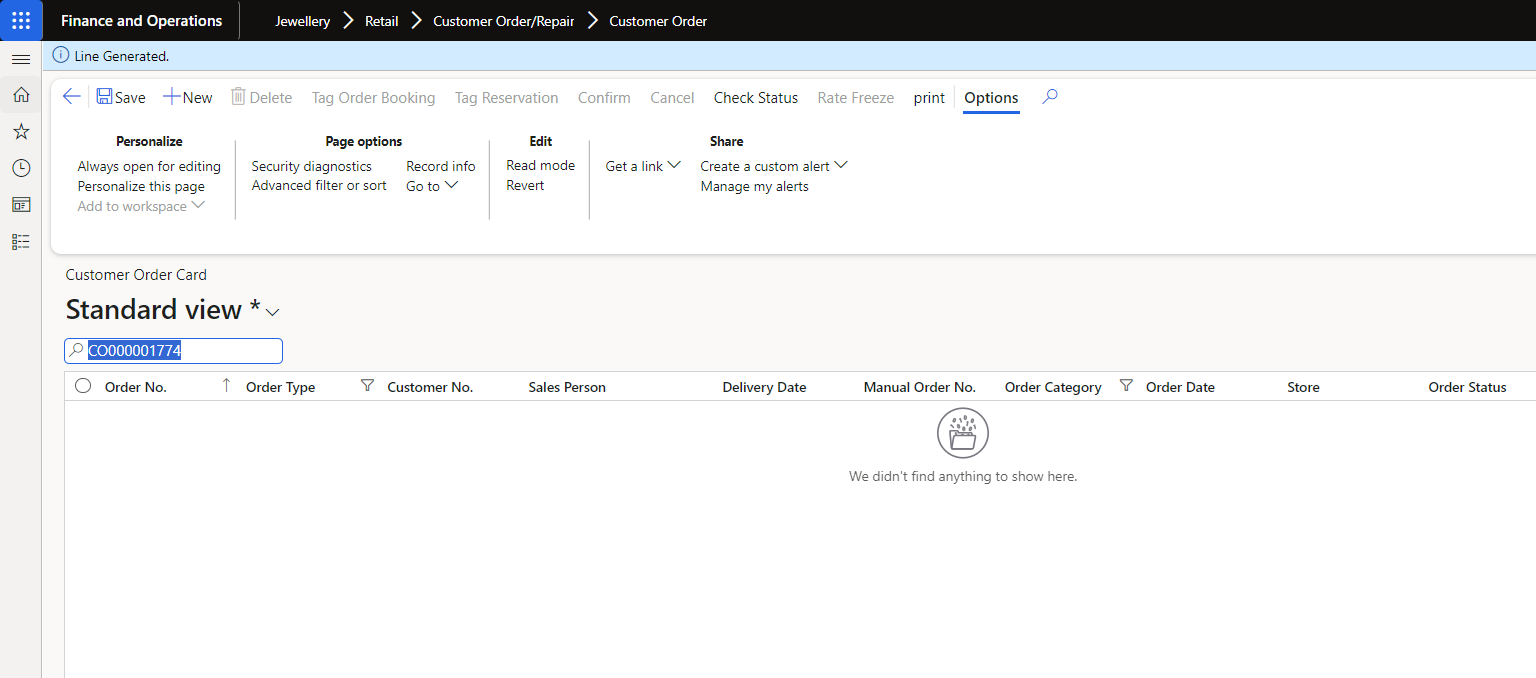 Finance and Operations Jewellery Retail Customer Order/Repair Customer Order
Line Generated.
Save New Delete Tag Order Booking Tag Reservation Confirm Cancel Check Status Rate Freeze print Options
Personalize Page options Edit Share
Always open for editing Security diagnostics Record info Read mode Get a link Create a custom alert
Personalize this page Advanced filter or sort Go to Revert Manage my alerts
Add to workspace
Customer Order Card
Standard view *
CO000001774
Order No. Order Type Customer No. Sales Person Delivery Date Manual Order No. Order Category Order Date Store Order Status
We didn't find anything to show here.